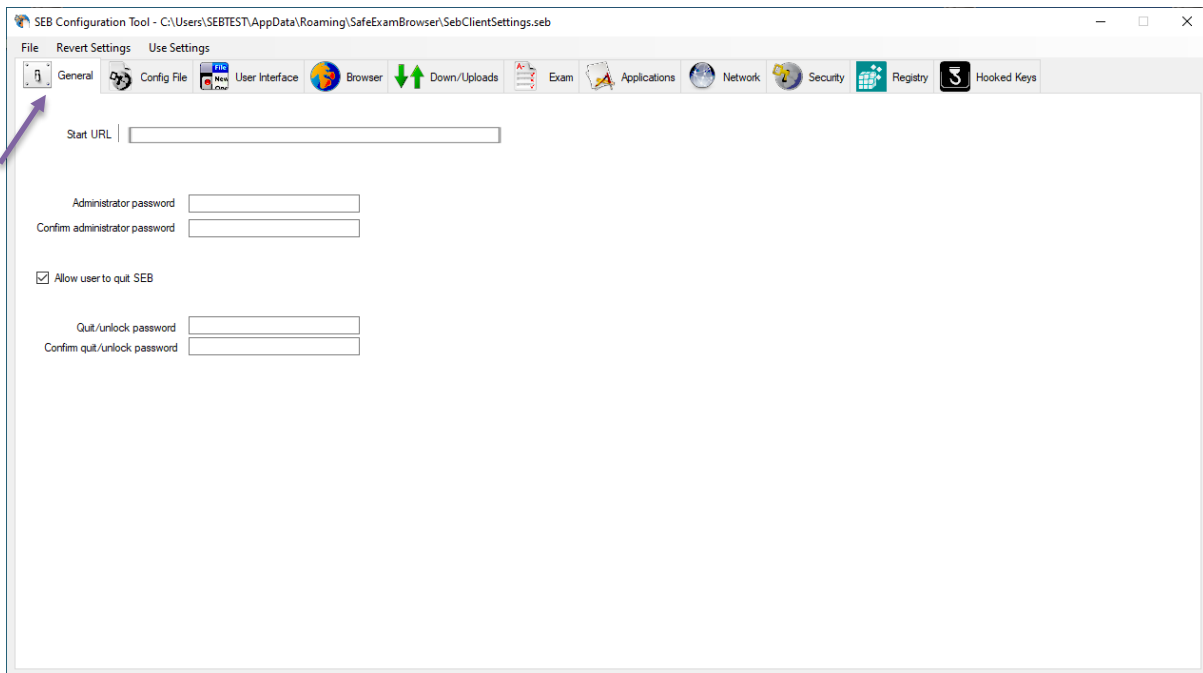 SEB Configuration Tool - C:\Users\SEBTEST\AppData\Roaming\SafeExamBrowser\SebClientSettings.seb
File Revert Settings Use Settings
General Config File User Interface Browser Down/Uploads Exam Applications Network Security Registry Hooked Keys
Start URL
Administrator password
Confirm administrator password
Allow user to quit SEB
Quit/unlock password
Confirm quit/unlock password